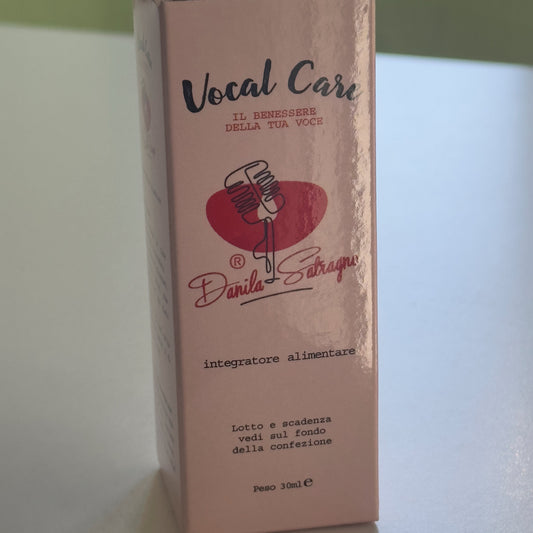 Vocal Care
IL BENESSERE
DELLA TUA VOCE
®
Danila Satragno
integratore alimentare
Lotto e scadenza
vedi sul fondo
della confezione
Peso 30ml ℮